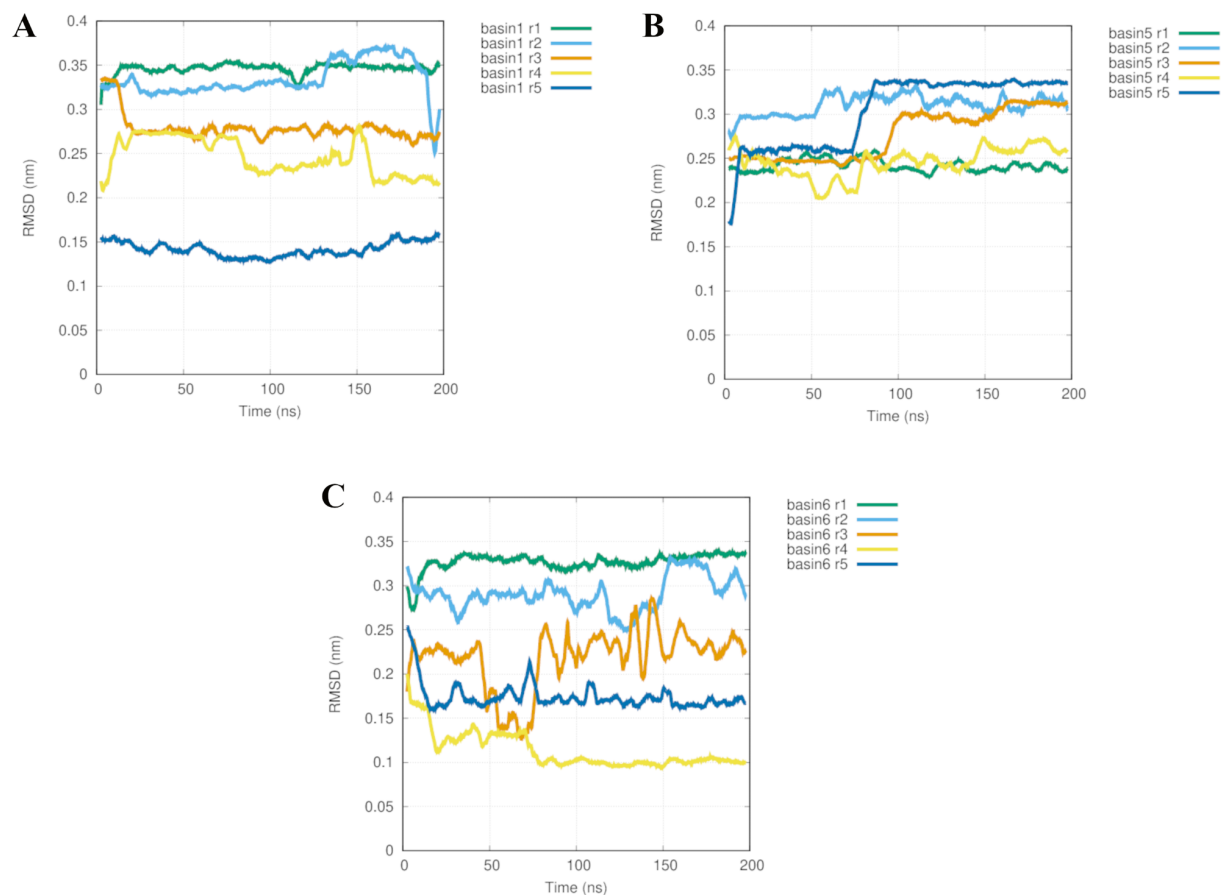 A
0.4
0.35
0.3
0.25
0.2
0.15
0.1
0.05
0
RMSD (nm)
0 50 100 150 200
Time (ns)
basin1 r1
basin1 r2
basin1 r3
basin1 r4
basin1 r5
B
0.4
0.35
0.3
0.25
0.2
0.15
0.1
0.05
0
RMSD (nm)
0 50 100 150 200
Time (ns)
basin5 r1
basin5 r2
basin5 r3
basin5 r4
basin5 r5
C
0.4
0.35
0.3
0.25
0.2
0.15
0.1
0.05
0
RMSD (nm)
0 50 100 150 200
Time (ns)
basin6 r1
basin6 r2
basin6 r3
basin6 r4
basin6 r5